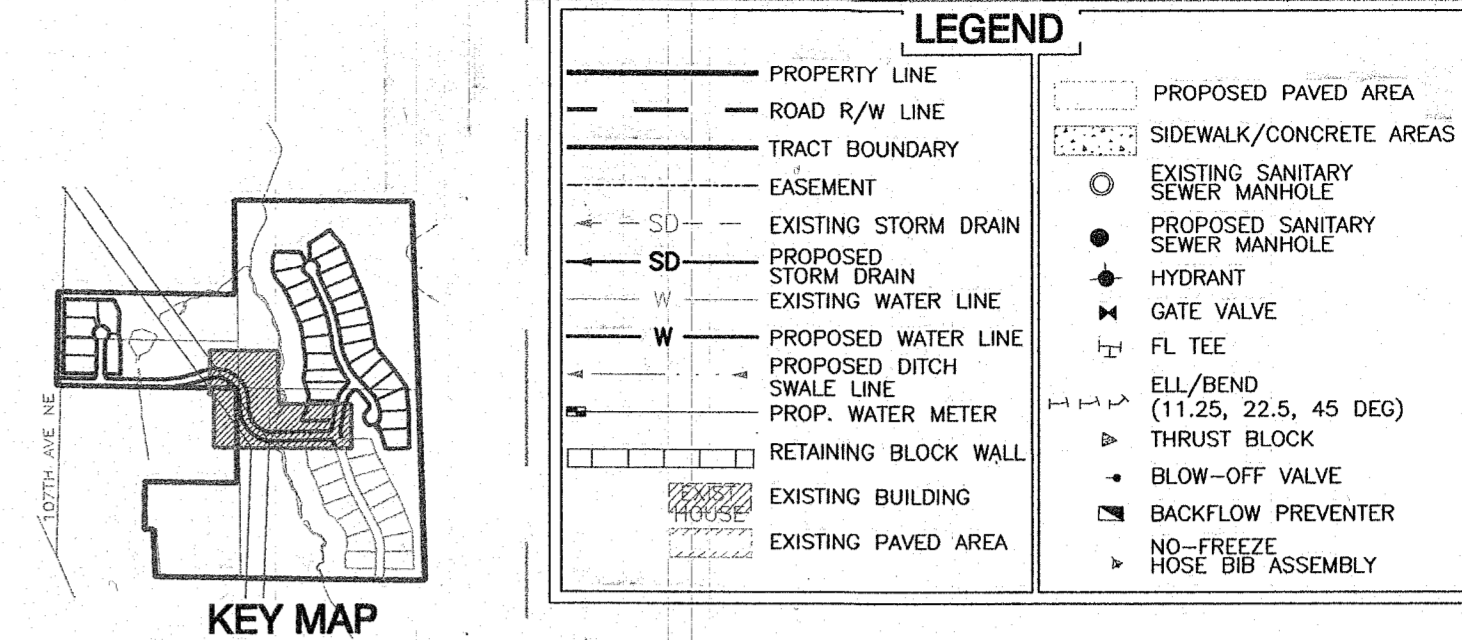 LEGEND
PROPERTY LINE
ROAD R/W LINE
TRACT BOUNDARY
EASEMENT
SD
EXISTING STORM DRAIN
SD
PROPOSED
STORM DRAIN
W
EXISTING WATER LINE
W
PROPOSED WATER LINE
PROPOSED DITCH
SWALE LINE
PROP. WATER METER
RETAINING BLOCK WALL
EXIST
HOUSE
EXISTING BUILDING
EXISTING PAVED AREA
PROPOSED PAVED AREA
SIDEWALK/CONCRETE AREAS
EXISTING SANITARY
SEWER MANHOLE
PROPOSED SANITARY
SEWER MANHOLE
HYDRANT
GATE VALVE
FL TEE
ELL/BEND
(11.25, 22.5, 45 DEG)
THRUST BLOCK
BLOW-OFF VALVE
BACKFLOW PREVENTER
NO-FREEZE
HOSE BIB ASSEMBLY
107TH AVE NE
KEY MAP